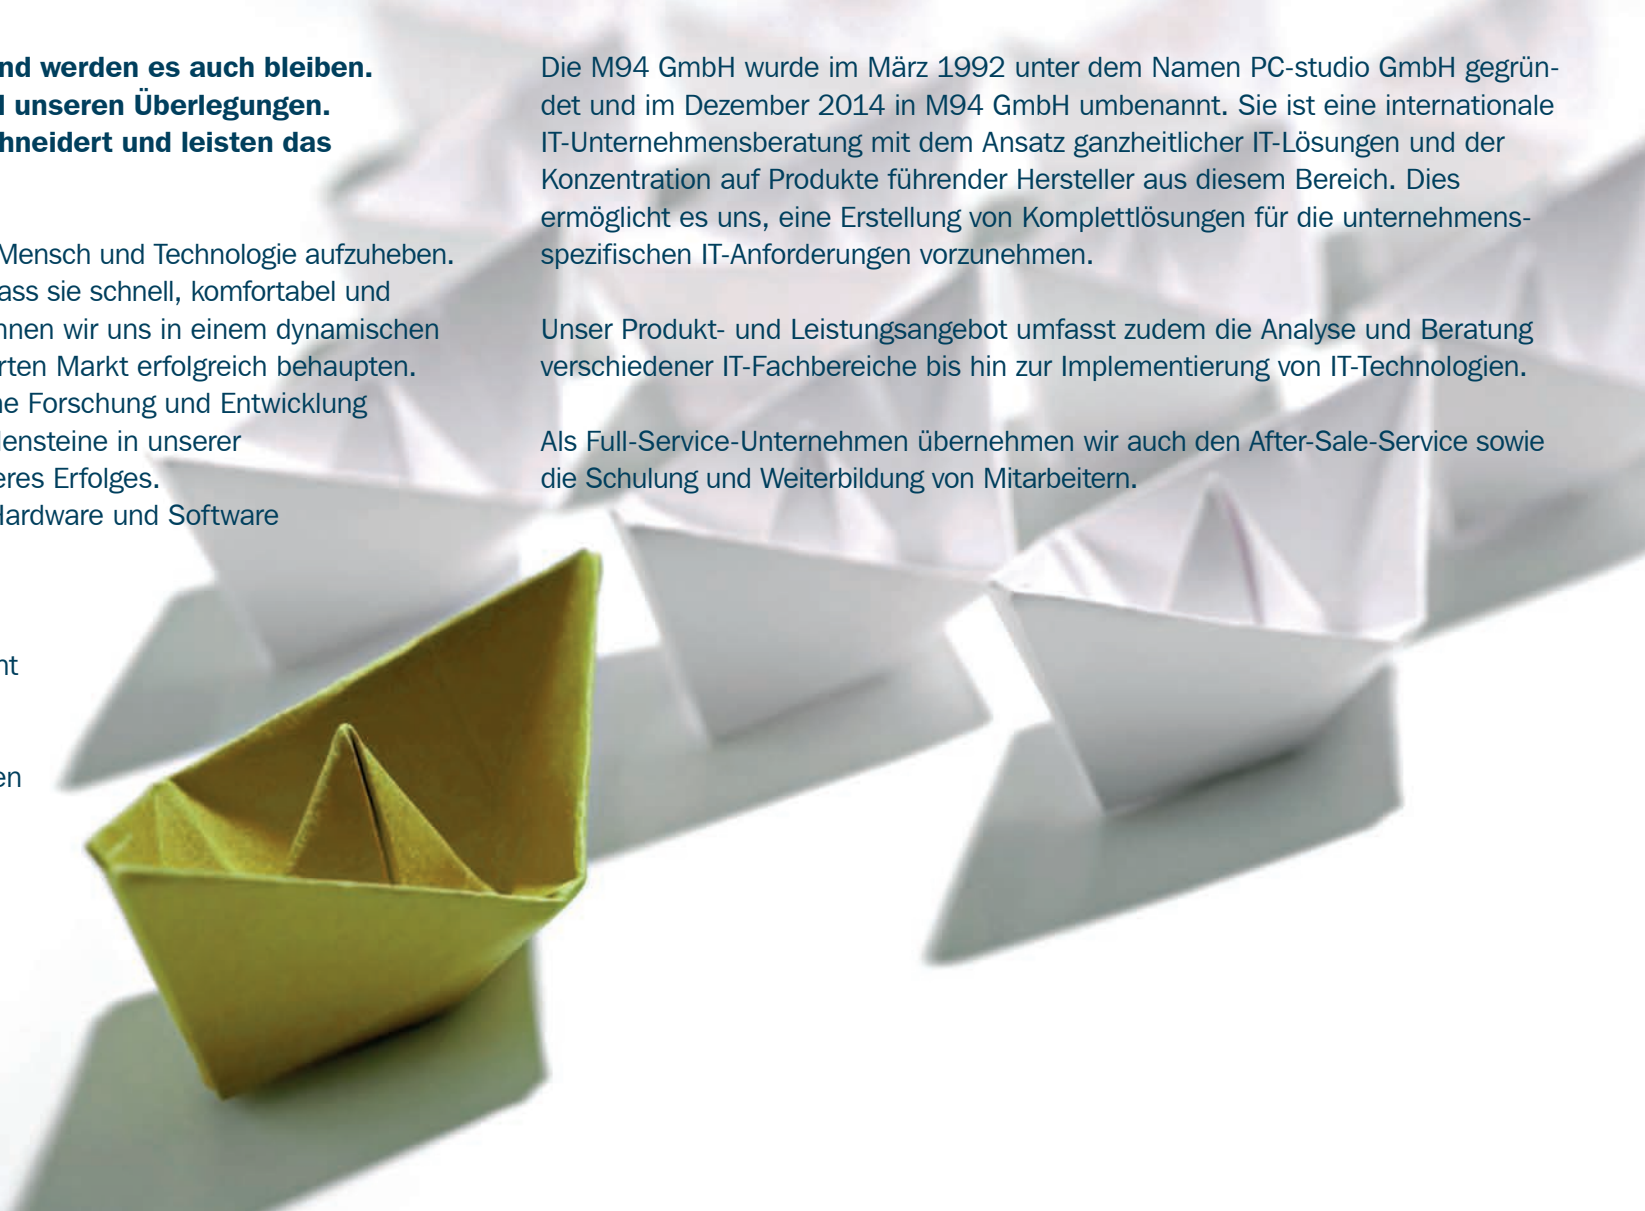 nd werden es auch bleiben.
unseren Überlegungen.
hneidert und leisten das
Mensch und Technologie aufzuheben.
ass sie schnell, komfortabel und
nnen wir uns in einem dynamischen
rten Markt erfolgreich behaupten.
ne Forschung und Entwicklung
lensteine in unserer
eres Erfolges.
Hardware und Software
nt
en
Die M94 GmbH wurde im März 1992 unter dem Namen PC-studio GmbH gegrün-
det und im Dezember 2014 in M94 GmbH umbenannt. Sie ist eine internationale
IT-Unternehmensberatung mit dem Ansatz ganzheitlicher IT-Lösungen und der
Konzentration auf Produkte führender Hersteller aus diesem Bereich. Dies
ermöglicht es uns, eine Erstellung von Komplettlösungen für die unternehmens-
spezifischen IT-Anforderungen vorzunehmen.
Unser Produkt- und Leistungsangebot umfasst zudem die Analyse und Beratung
verschiedener IT-Fachbereiche bis hin zur Implementierung von IT-Technologien.
Als Full-Service-Unternehmen übernehmen wir auch den After-Sale-Service sowie
die Schulung und Weiterbildung von Mitarbeitern.